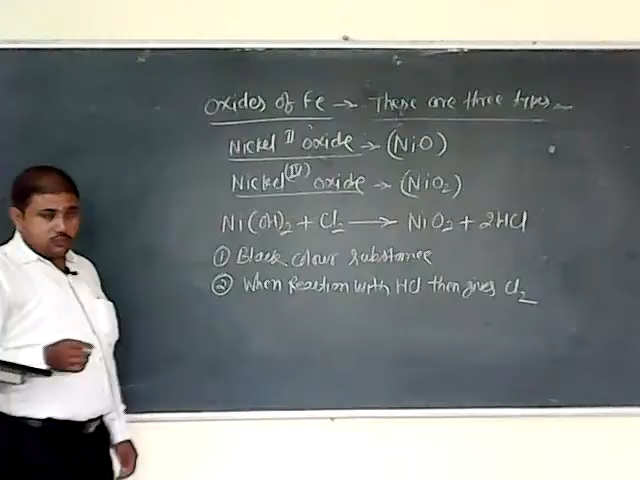 Oxides of Fe → These are three types
Nickel II oxide → (NiO)
Nickel (IV) oxide → (NiO2)
Ni(OH)2 + Cl2 → NiO2 + 2HCl
① Black colour substance
② When Reaction with HCl then gives Cl2